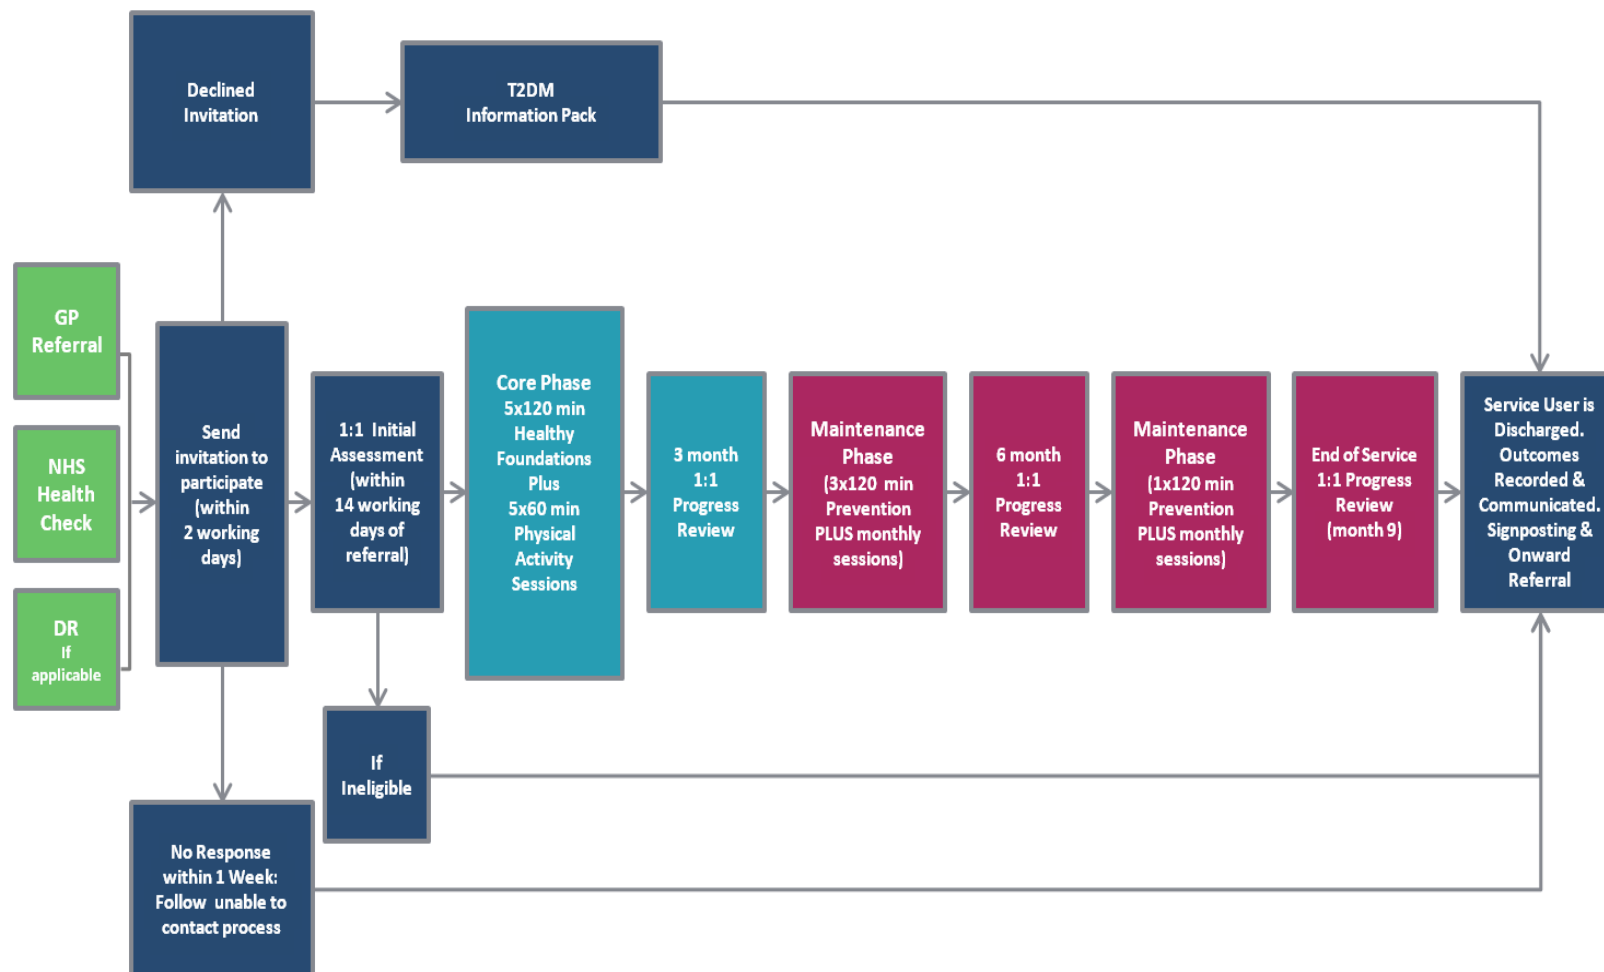 Declined
Invitation
T2DM
Information Pack
GP
Referral
NHS
Health
Check
DR
If
applicable
Send
invitation to
participate
(within
2 working
days)
1:1 Initial
Assessment
(within
14 working
days of
referral)
Core Phase
5x120 min
Healthy
Foundations
Plus
5x60 min
Physical
Activity
Sessions
3 month
1:1
Progress
Review
Maintenance
Phase
(3x120 min
Prevention
PLUS monthly
sessions)
6 month
1:1
Progress
Review
Maintenance
Phase
(1x120 min
Prevention
PLUS monthly
sessions)
End of Service
1:1 Progress
Review
(month 9)
Service User is
Discharged.
Outcomes
Recorded &
Communicated.
Signposting &
Onward
Referral
If
Ineligible
No Response
within 1 Week:
Follow unable to
contact process